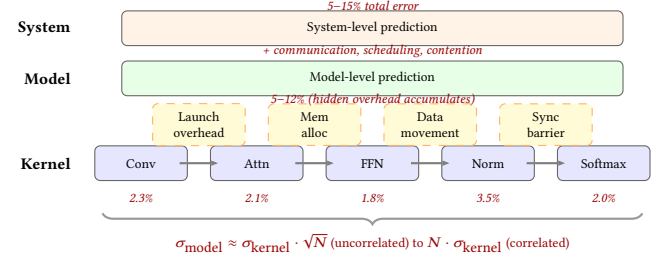 5–15% total error
System
System-level prediction
+ communication, scheduling, contention
Model
Model-level prediction
5–12% (hidden overhead accumulates)
Launch overhead
Mem alloc
Data movement
Sync barrier
Kernel
Conv
Attn
FFN
Norm
Softmax
2.3%
2.1%
1.8%
3.5%
2.0%
σmodel ≈ σkernel · √N (uncorrelated) to N · σkernel (correlated)